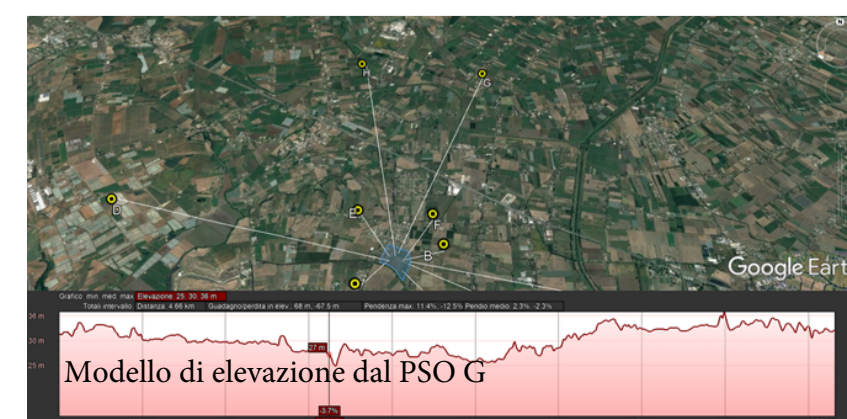 H
G
D
E
F
B
Google Eart
Grafico: min. med. max Elevazione: 25, 30, 36 m
Totali intervallo: Distanza: 4.66 km Guadagno/perdita in elev.: 68 m, -67.5 m Pendenza max: 11.4%, -12.5% Pendio medio: 2.3%, -2.3%
36 m
30 m
27 m
25 m
Modello di elevazione dal PSO G
-3.7%